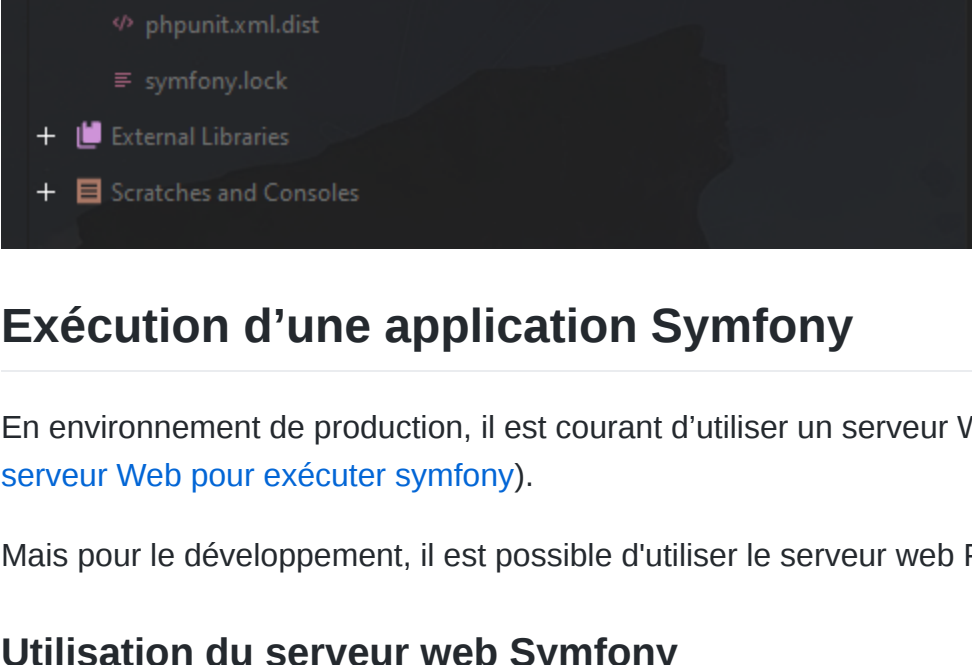 phpunit.xml.dist
symfony.lock
External Libraries
Scratches and Consoles
Exécution d’une application Symfony
En environnement de production, il est courant d’utiliser un serveur
serveur Web pour exécuter symfony).
Mais pour le développement, il est possible d'utiliser le serveur web
Utilisation du serveur web Symfony